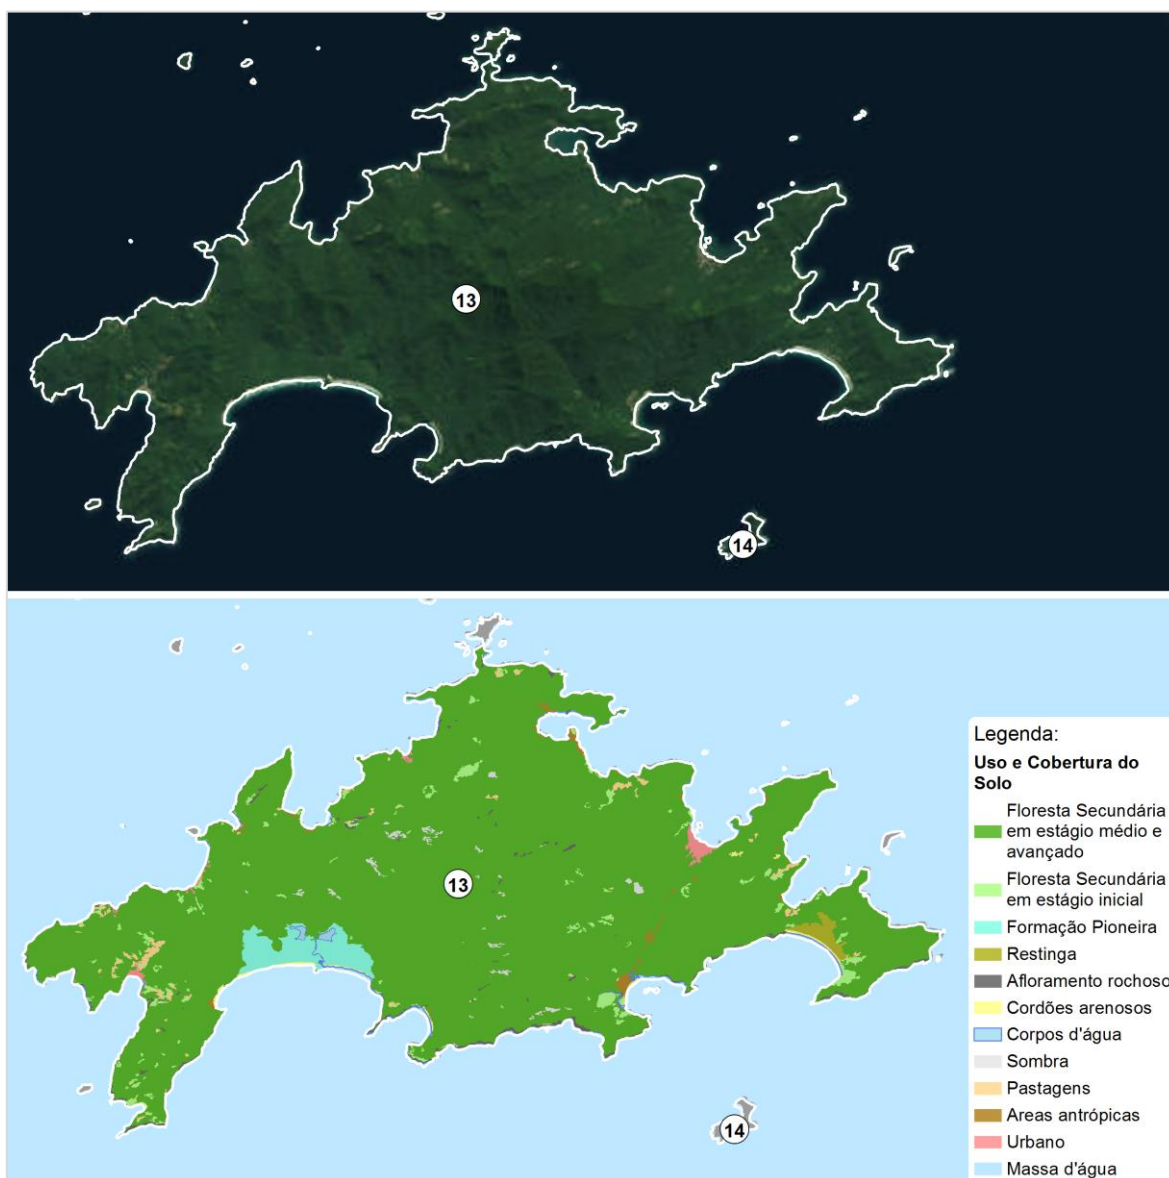 13
14
13
14
Legenda:
Uso e Cobertura do
Solo
Floresta Secundária
em estágio médio e
avançado
Floresta Secundária
em estágio inicial
Formação Pioneira
Restinga
Afloramento rochoso
Cordões arenosos
Corpos d'água
Sombra
Pastagens
Areas antrópicas
Urbano
Massa d'água